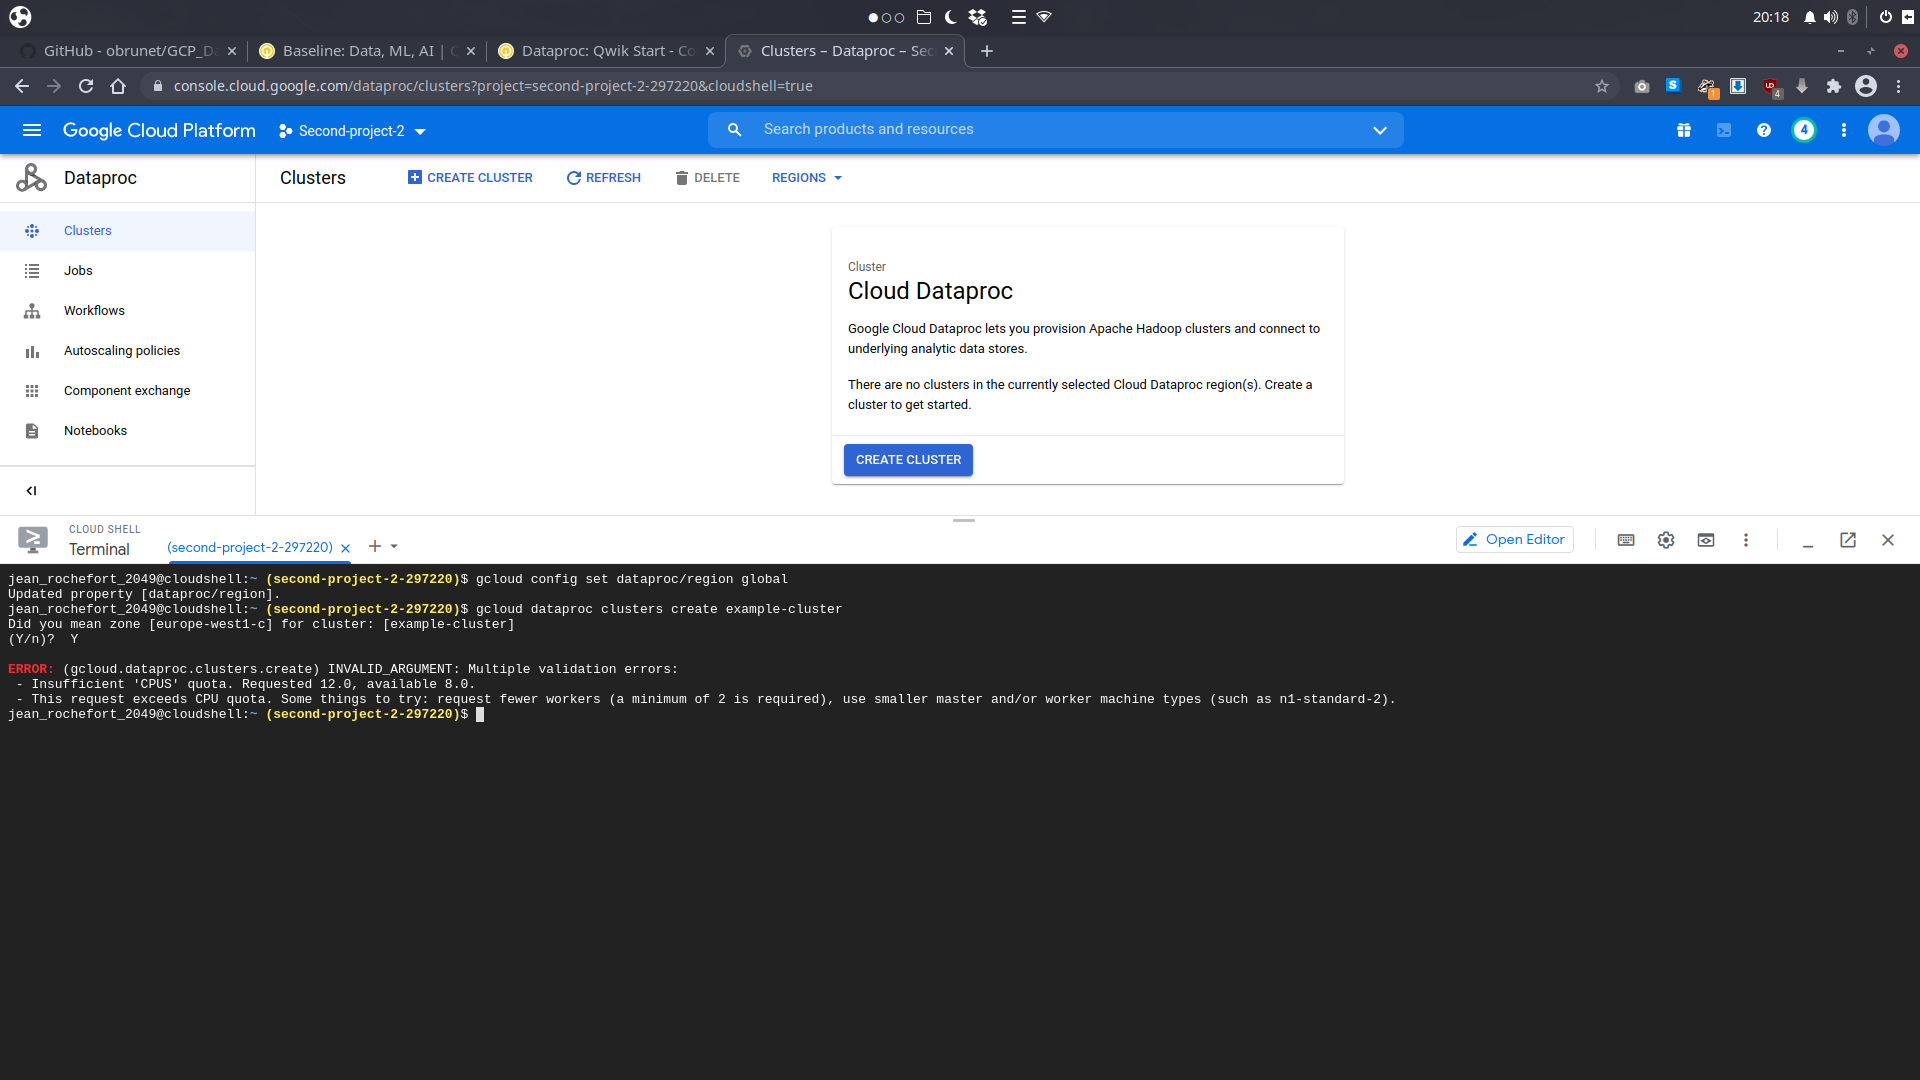 20:18
GitHub - obrunet/GCP_Da
Baseline: Data, ML, AI |
Dataproc: Qwik Start - Co
Clusters – Dataproc – Sec
console.cloud.google.com/dataproc/clusters?project=second-project-2-297220&cloudshell=true
1
4
Google Cloud Platform
Second-project-2
Search products and resources
4
Dataproc
Clusters
CREATE CLUSTER
REFRESH
DELETE
REGIONS
Clusters
Jobs
Workflows
Autoscaling policies
Component exchange
Notebooks
Cluster
Cloud Dataproc
Google Cloud Dataproc lets you provision Apache Hadoop clusters and connect to
underlying analytic data stores.
There are no clusters in the currently selected Cloud Dataproc region(s). Create a
cluster to get started.
CREATE CLUSTER
CLOUD SHELL
Terminal
(second-project-2-297220)
Open Editor
jean_rochefort_2049@cloudshell:~ (second-project-2-297220)$ gcloud config set dataproc/region global
Updated property [dataproc/region].
jean_rochefort_2049@cloudshell:~ (second-project-2-297220)$ gcloud dataproc clusters create example-cluster
Did you mean zone [europe-west1-c] for cluster: [example-cluster]
(Y/n)?  Y
ERROR: (gcloud.dataproc.clusters.create) INVALID_ARGUMENT: Multiple validation errors:
 - Insufficient 'CPUS' quota. Requested 12.0, available 8.0.
 - This request exceeds CPU quota. Some things to try: request fewer workers (a minimum of 2 is required), use smaller master and/or worker machine types (such as n1-standard-2).
jean_rochefort_2049@cloudshell:~ (second-project-2-297220)$